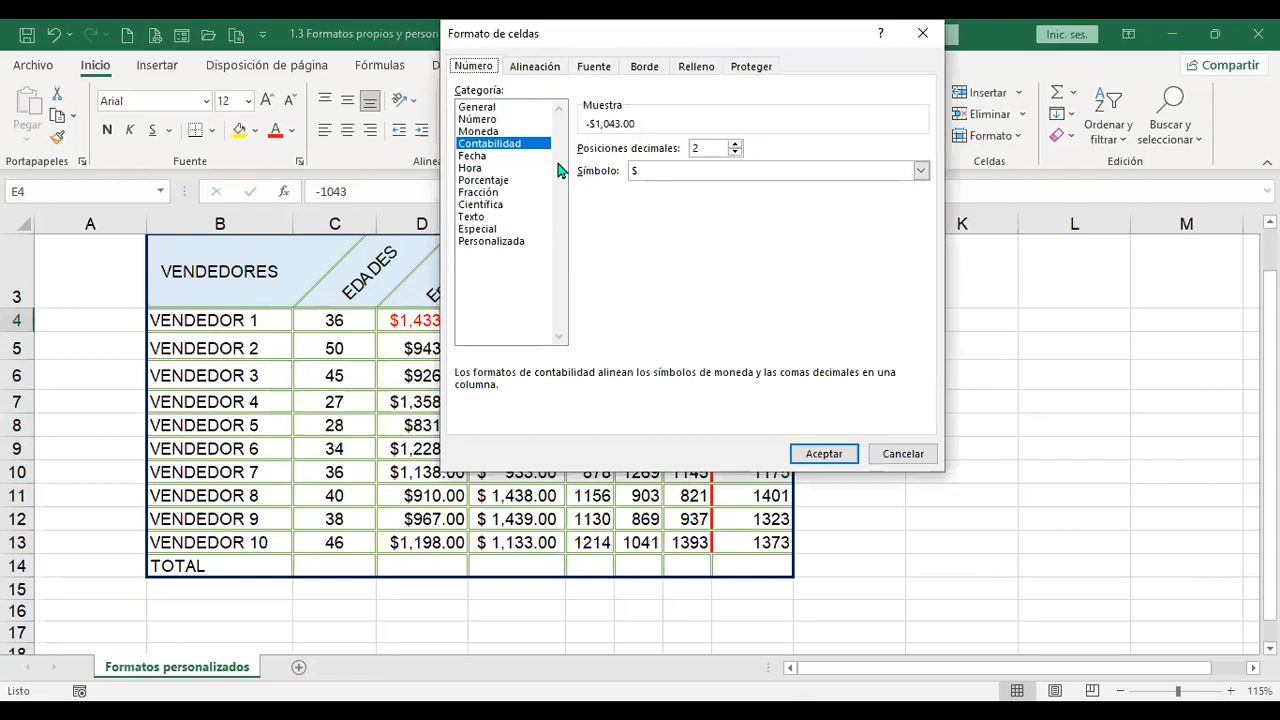 1.3 Formatos propios y person
Inic. ses.
Archivo Inicio Insertar Disposición de página Fórmulas
Compartir
Pegar
Arial 12
N K S
Fuente
Insertar
Eliminar
Formato
Celdas
Ordenar y filtrar
Buscar y seleccionar
Edición
E4 fx -1043
Formato de celdas
? ×
Número Alineación Fuente Borde Relleno Proteger
Categoría:
General
Número
Moneda
Contabilidad
Fecha
Hora
Porcentaje
Fracción
Científica
Texto
Especial
Personalizada
Muestra
-$1,043.00
Posiciones decimales: 2
Símbolo: $
Los formatos de contabilidad alinean los símbolos de moneda y las comas decimales en una
columna.
Aceptar Cancelar
A B C D K L M
3 VENDEDORES EDADES
4 VENDEDOR 1 36 $1,433
5 VENDEDOR 2 50 $943
6 VENDEDOR 3 45 $926
7 VENDEDOR 4 27 $1,358
8 VENDEDOR 5 28 $831
9 VENDEDOR 6 34 $1,228
10 VENDEDOR 7 36 $1,138.00 $ 933.00 878 1269 1143 1175
11 VENDEDOR 8 40 $910.00 $ 1,438.00 1156 903 821 1401
12 VENDEDOR 9 38 $967.00 $ 1,439.00 1130 869 937 1323
13 VENDEDOR 10 46 $1,198.00 $ 1,133.00 1214 1041 1393 1373
14 TOTAL
15
16
17
18
Formatos personalizados
Listo
115%